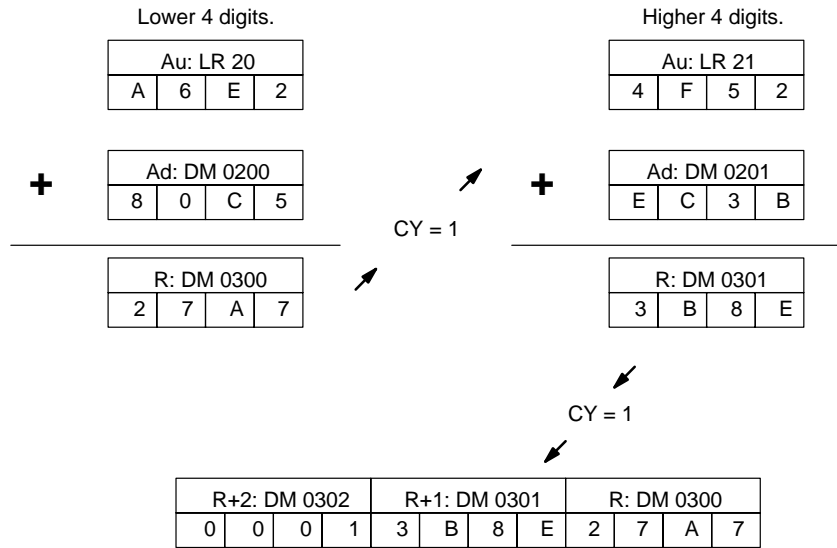 Lower 4 digits.
Higher 4 digits.
Au: LR 20
A 6 E 2
Au: LR 21
4 F 5 2
+
Ad: DM 0200
8 0 C 5
+
Ad: DM 0201
E C 3 B
CY = 1
R: DM 0300
2 7 A 7
R: DM 0301
3 B 8 E
CY = 1
R+2: DM 0302 R+1: DM 0301 R: DM 0300
0 0 0 1 3 B 8 E 2 7 A 7